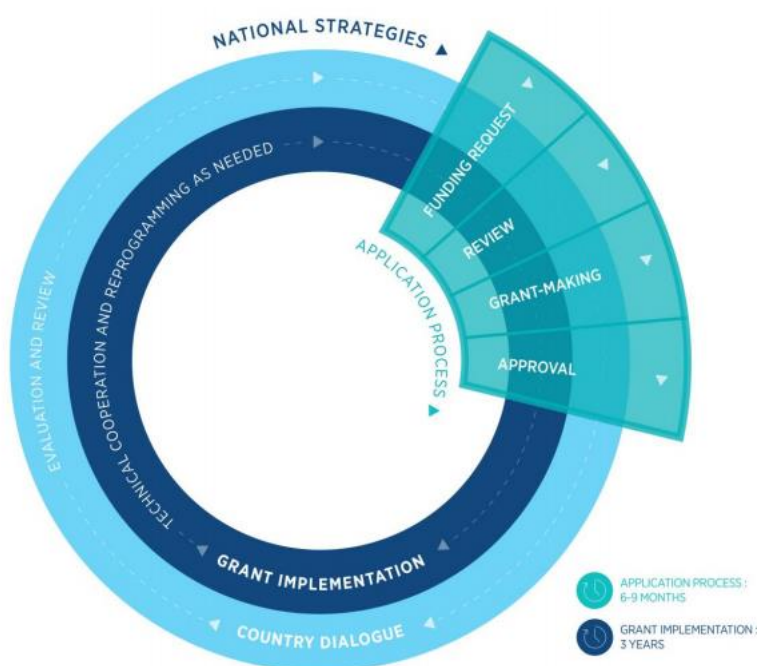 NATIONAL STRATEGIES
FUNDING REQUEST
REVIEW
GRANT-MAKING
APPROVAL
APPLICATION PROCESS
TECHNICAL COOPERATION AND REPROGRAMMING AS NEEDED
EVALUATION AND REVIEW
GRANT IMPLEMENTATION
COUNTRY DIALOGUE
APPLICATION PROCESS :
6-9 MONTHS
GRANT IMPLEMENTATION :
3 YEARS